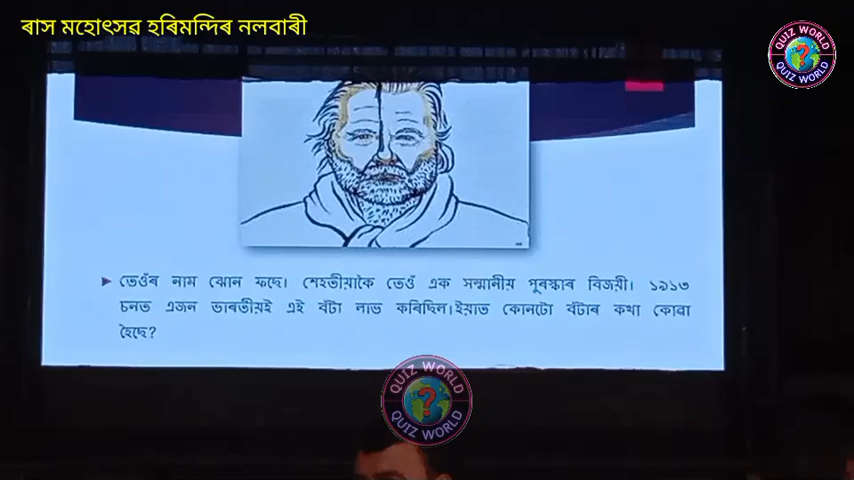 ৰাস মহোৎসৱ হৰিমন্দিৰ নলবাৰী
QUIZ WORLD
QUIZ WORLD
তেওঁৰ নাম ঝোন ফছে। শেহতীয়াকৈ তেওঁ এক সন্মানীয় পুৰস্কাৰ বিজয়ী। ১৯১৩
চনত এজন ভাৰতীয়ই এই বঁটা লাভ কৰিছিল।ইয়াত কোনটো বঁটাৰ কথা কোৱা
হৈছে?
QUIZ WORLD
QUIZ WORLD